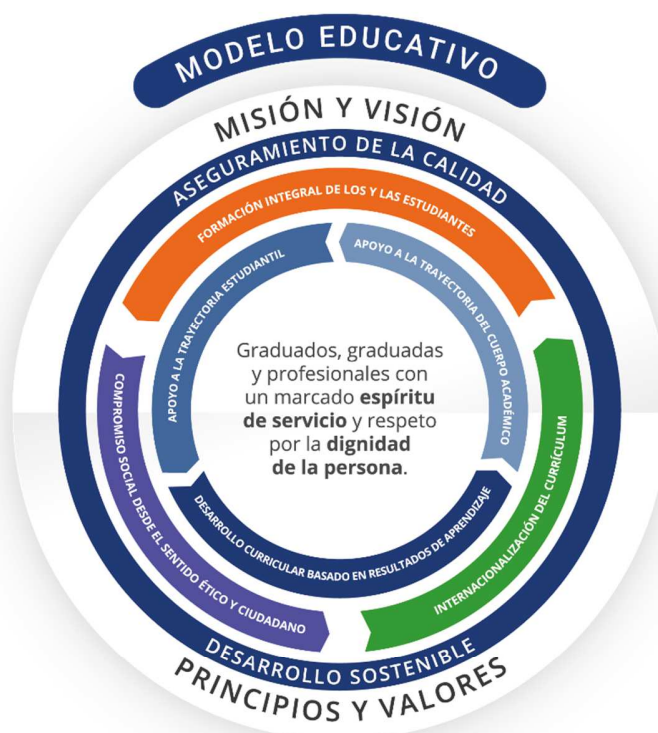 MODELO EDUCATIVO
MISIÓN Y VISIÓN
ASEGURAMIENTO DE LA CALIDAD
FORMACIÓN INTEGRAL DE LOS Y LAS ESTUDIANTES
APOYO A LA TRAYECTORIA ESTUDIANTIL
APOYO A LA TRAYECTORIA DEL CUERPO ACADÉMICO
Graduados, graduadas
y profesionales con
un marcado espíritu
de servicio y respeto
por la dignidad
de la persona.
COMPROMISO SOCIAL DESDE EL SENTIDO ÉTICO Y CIUDADANO
INTERNACIONALIZACIÓN DEL CURRÍCULUM
DESARROLLO CURRICULAR BASADO EN RESULTADOS DE APRENDIZAJE
DESARROLLO SOSTENIBLE
PRINCIPIOS Y VALORES